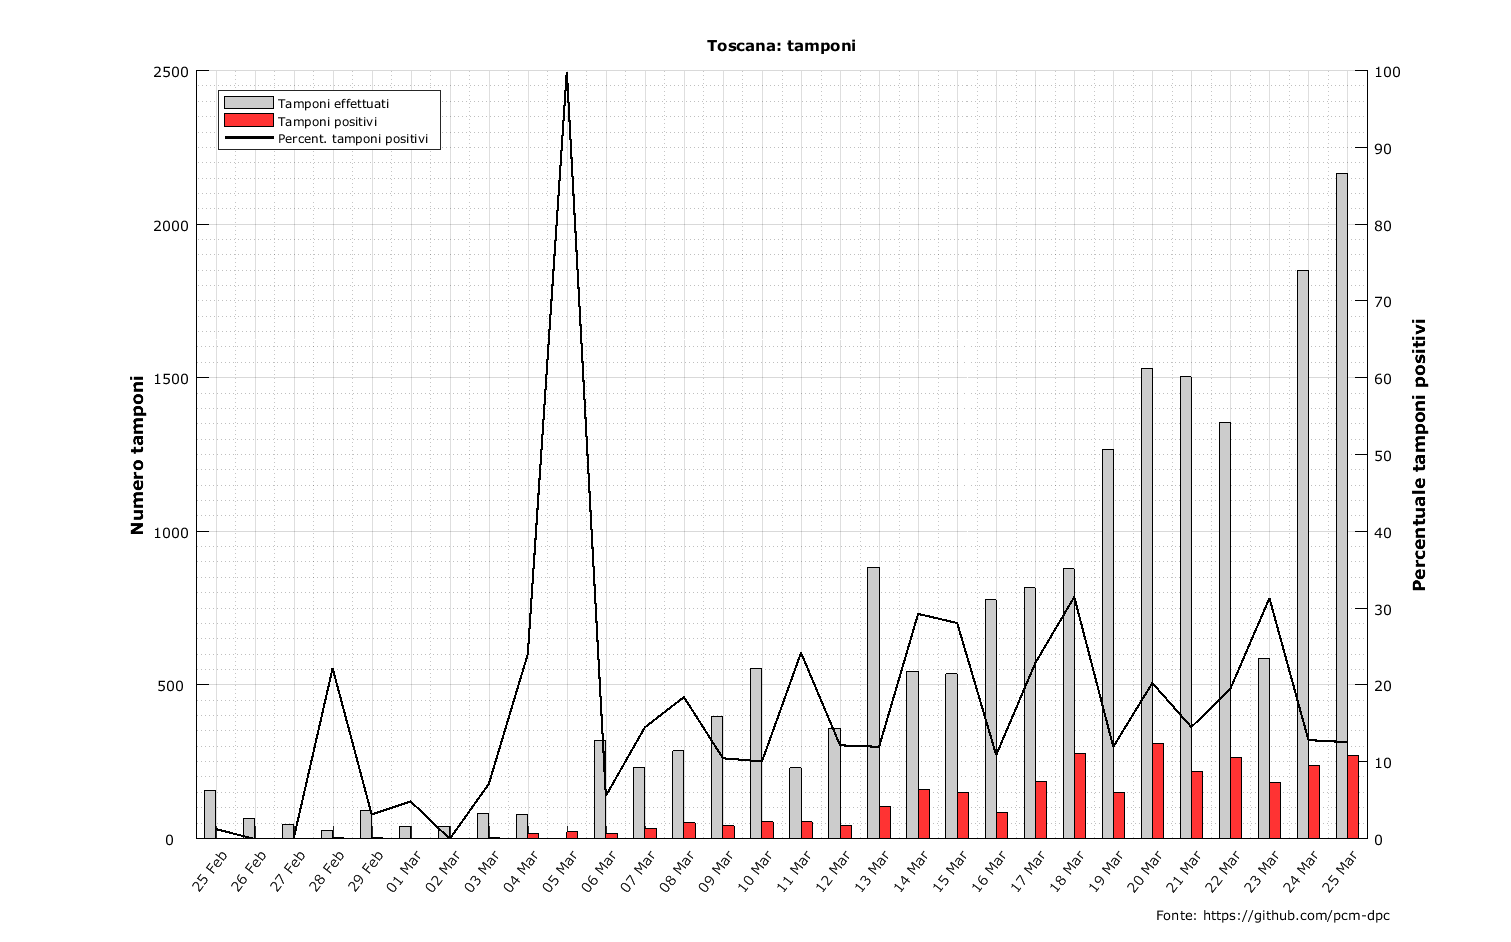 Toscana: tamponi
Tamponi effettuati
Tamponi positivi
Percent. tamponi positivi
Numero tamponi
2500
2000
1500
1000
500
0
Percentuale tamponi positivi
100
90
80
70
60
50
40
30
20
10
0
25 Feb
26 Feb
27 Feb
28 Feb
29 Feb
01 Mar
02 Mar
03 Mar
04 Mar
05 Mar
06 Mar
07 Mar
08 Mar
09 Mar
10 Mar
11 Mar
12 Mar
13 Mar
14 Mar
15 Mar
16 Mar
17 Mar
18 Mar
19 Mar
20 Mar
21 Mar
22 Mar
23 Mar
24 Mar
25 Mar
Fonte: https://github.com/pcm-dpc